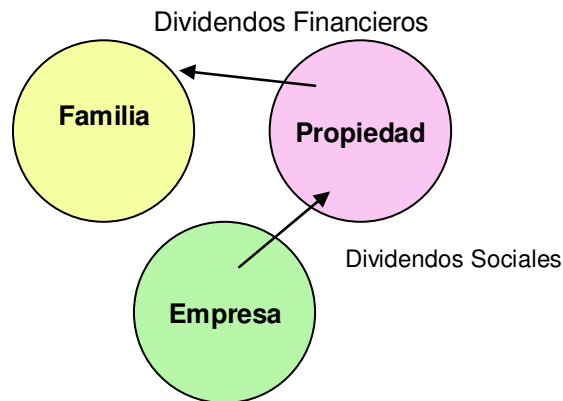 Dividendos Financieros
Familia
Propiedad
Dividendos Sociales
Empresa